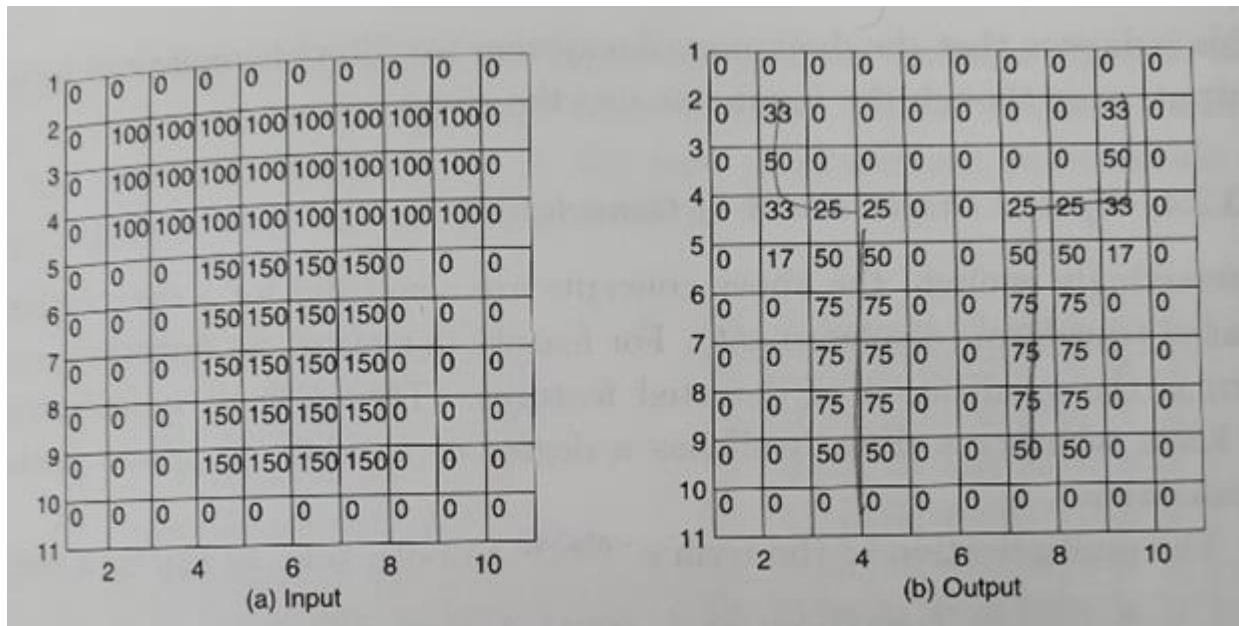 1 0 0 0 0 0 0 0 0 0 0
2 0 100 100 100 100 100 100 100 100 0
3 0 100 100 100 100 100 100 100 100 0
4 0 100 100 100 100 100 100 100 100 0
5 0 0 0 150 150 150 150 0 0 0
6 0 0 0 150 150 150 150 0 0 0
7 0 0 0 150 150 150 150 0 0 0
8 0 0 0 150 150 150 150 0 0 0
9 0 0 0 150 150 150 150 0 0 0
10 0 0 0 0 0 0 0 0 0 0
11
2 4 6 8 10
(a) Input
1 0 0 0 0 0 0 0 0 0 0
2 0 33 0 0 0 0 0 0 33 0
3 0 50 0 0 0 0 0 0 50 0
4 0 33 25 25 0 0 25 25 33 0
5 0 17 50 50 0 0 50 50 17 0
6 0 0 75 75 0 0 75 75 0 0
7 0 0 75 75 0 0 75 75 0 0
8 0 0 75 75 0 0 75 75 0 0
9 0 0 50 50 0 0 50 50 0 0
10 0 0 0 0 0 0 0 0 0 0
11
2 4 6 8 10
(b) Output